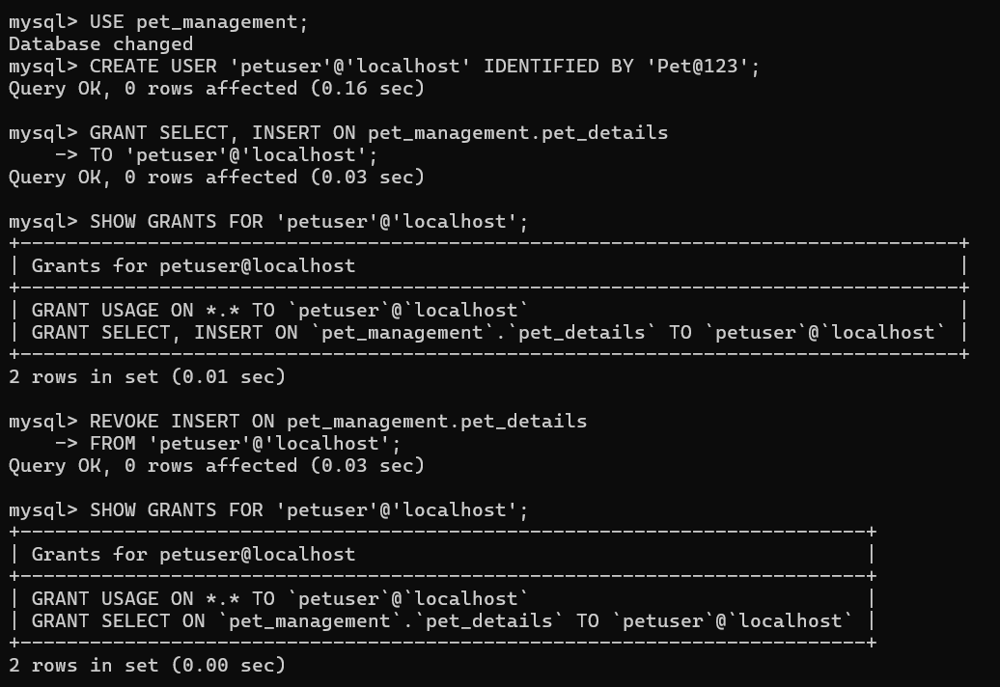 mysql> USE pet_management;
Database changed
mysql> CREATE USER 'petuser'@'localhost' IDENTIFIED BY 'Pet@123';
Query OK, 0 rows affected (0.16 sec)

mysql> GRANT SELECT, INSERT ON pet_management.pet_details
    -> TO 'petuser'@'localhost';
Query OK, 0 rows affected (0.03 sec)

mysql> SHOW GRANTS FOR 'petuser'@'localhost';
+---------------------------------------------------------------------------------+
| Grants for petuser@localhost                                                    |
+---------------------------------------------------------------------------------+
| GRANT USAGE ON *.* TO `petuser`@`localhost`                                     |
| GRANT SELECT, INSERT ON `pet_management`.`pet_details` TO `petuser`@`localhost` |
+---------------------------------------------------------------------------------+
2 rows in set (0.01 sec)

mysql> REVOKE INSERT ON pet_management.pet_details
    -> FROM 'petuser'@'localhost';
Query OK, 0 rows affected (0.03 sec)

mysql> SHOW GRANTS FOR 'petuser'@'localhost';
+-------------------------------------------------------------------------+
| Grants for petuser@localhost                                            |
+-------------------------------------------------------------------------+
| GRANT USAGE ON *.* TO `petuser`@`localhost`                             |
| GRANT SELECT ON `pet_management`.`pet_details` TO `petuser`@`localhost` |
+-------------------------------------------------------------------------+
2 rows in set (0.00 sec)